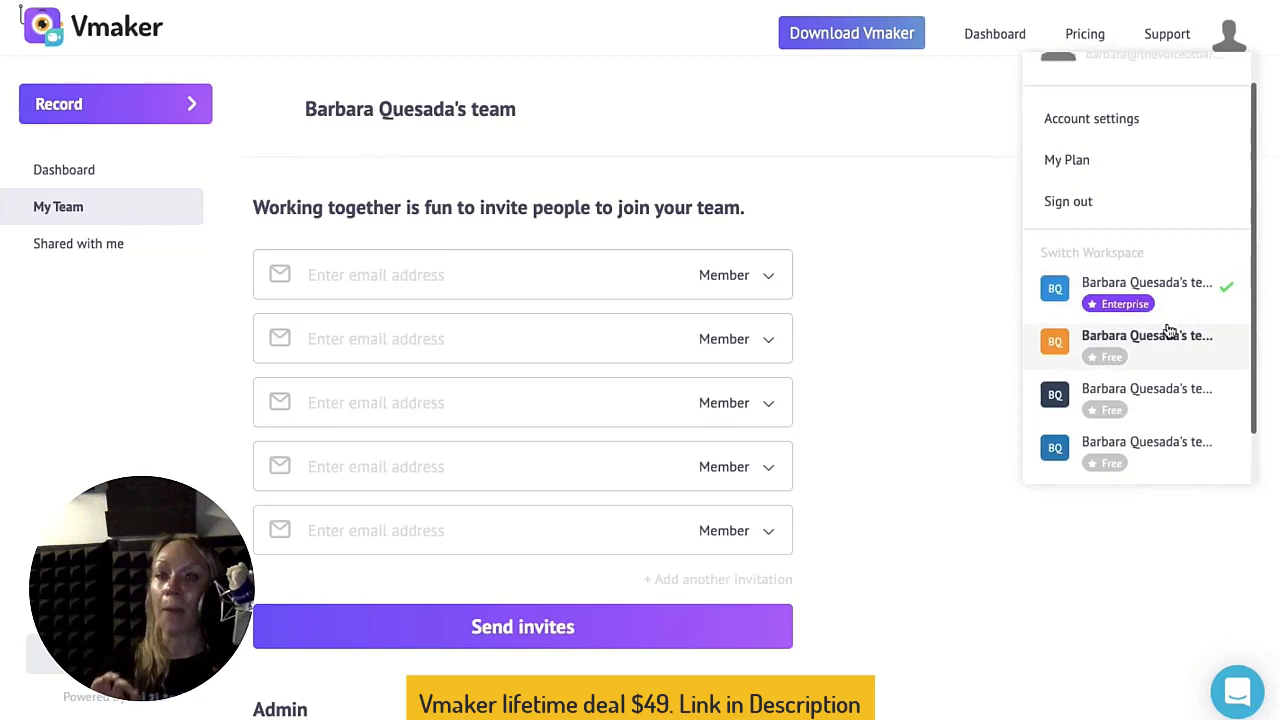 Vmaker
Download Vmaker
Dashboard
Pricing
Support
Record
Dashboard
My Team
Shared with me
Barbara Quesada's team
Working together is fun to invite people to join your team.
Enter email address
Member
Enter email address
Member
Enter email address
Member
Enter email address
Member
Enter email address
Member
+ Add another invitation
Send invites
Admin
Account settings
My Plan
Sign out
Switch Workspace
BQ
Barbara Quesada's te...
Enterprise
BQ
Barbara Quesada's te...
Free
BQ
Barbara Quesada's te...
Free
BQ
Barbara Quesada's te...
Free
Powered
Vmaker lifetime deal $49. Link in Description